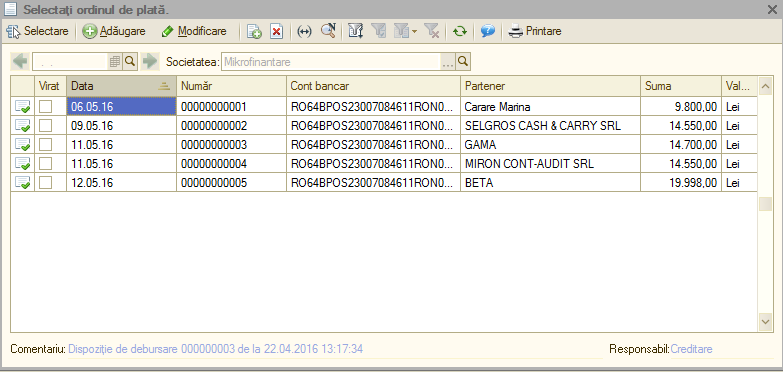 Selectați ordinul de plată.
Selectare Adăugare Modificare Printare
. . Societatea: Mikrofinantare ...
Virat Data Număr Cont bancar Partener Suma Val...
06.05.16 00000000001 RO64BPOS23007084611RON0... Carare Marina 9.800,00 Lei
09.05.16 00000000002 RO64BPOS23007084611RON0... SELGROS CASH & CARRY SRL 14.550,00 Lei
11.05.16 00000000003 RO64BPOS23007084611RON0... GAMA 14.700,00 Lei
11.05.16 00000000004 RO64BPOS23007084611RON0... MIRON CONT-AUDIT SRL 14.550,00 Lei
12.05.16 00000000005 RO64BPOS23007084611RON0... BETA 19.998,00 Lei
Comentariu: Dispoziție de debursare 000000003 de la 22.04.2016 13:17:34 Responsabil: Creditare